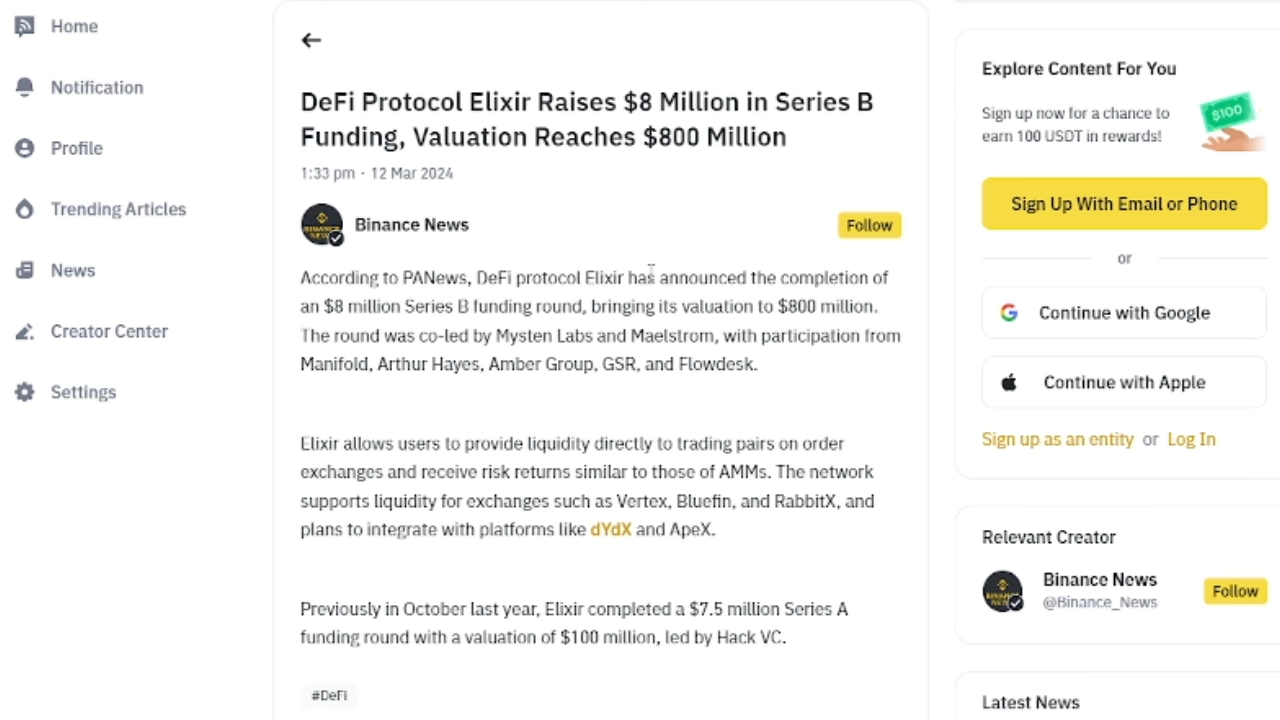 Home
Notification
Profile
Trending Articles
News
Creator Center
Settings
DeFi Protocol Elixir Raises $8 Million in Series B
Funding, Valuation Reaches $800 Million
1:33 pm · 12 Mar 2024
Binance News
Follow
According to PANews, DeFi protocol Elixir has announced the completion of
an $8 million Series B funding round, bringing its valuation to $800 million.
The round was co-led by Mysten Labs and Maelstrom, with participation from
Manifold, Arthur Hayes, Amber Group, GSR, and Flowdesk.
Elixir allows users to provide liquidity directly to trading pairs on order
exchanges and receive risk returns similar to those of AMMs. The network
supports liquidity for exchanges such as Vertex, Bluefin, and RabbitX, and
plans to integrate with platforms like dYdX and ApeX.
Previously in October last year, Elixir completed a $7.5 million Series A
funding round with a valuation of $100 million, led by Hack VC.
#DeFi
Explore Content For You
Sign up now for a chance to
earn 100 USDT in rewards!
$100
Sign Up With Email or Phone
or
Continue with Google
Continue with Apple
Sign up as an entity or Log In
Relevant Creator
Binance News
@Binance_News
Follow
Latest News